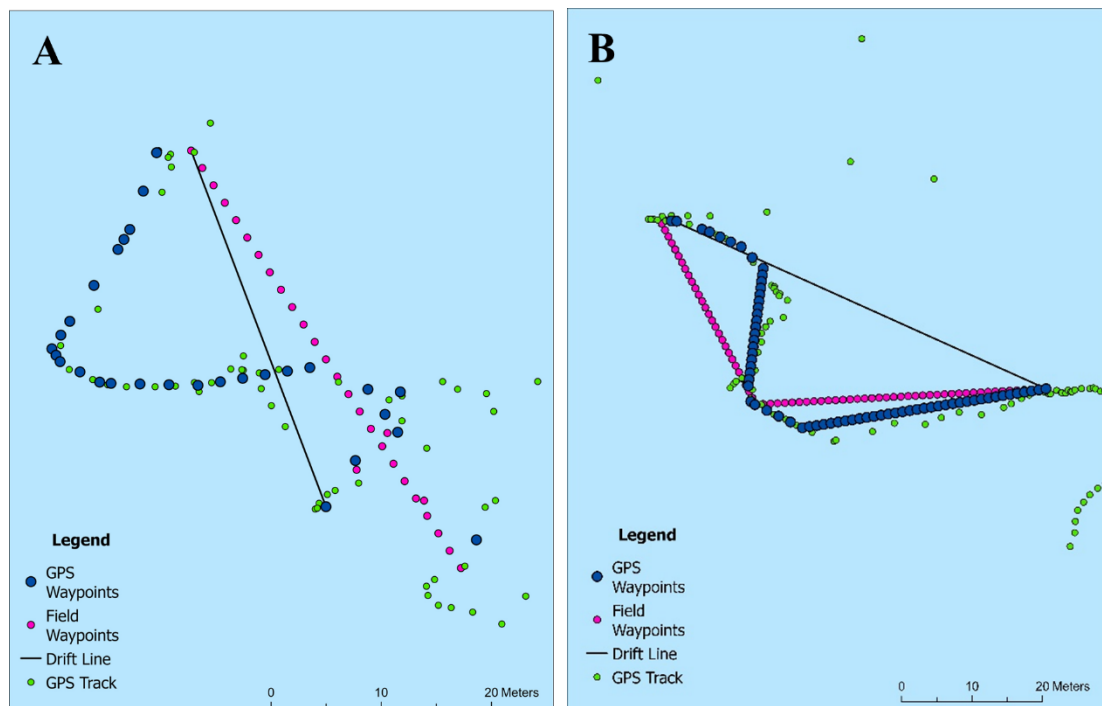 A
Legend
GPS
Waypoints
Field
Waypoints
Drift Line
GPS Track
0 10 20 Meters
B
Legend
GPS
Waypoints
Field
Waypoints
Drift Line
GPS Track
0 10 20 Meters